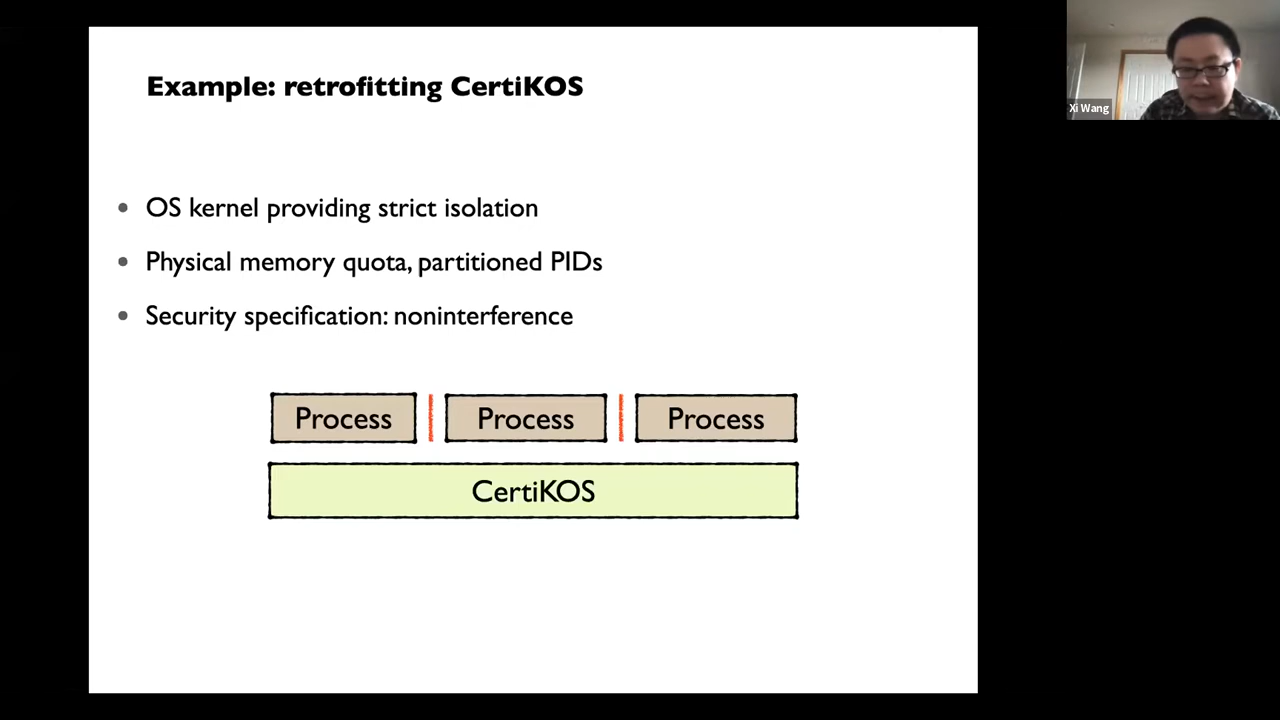 Example: retrofitting CertiKOS
Xi Wang
• OS kernel providing strict isolation
• Physical memory quota, partitioned PIDs
• Security specification: noninterference
Process Process Process
CertiKOS